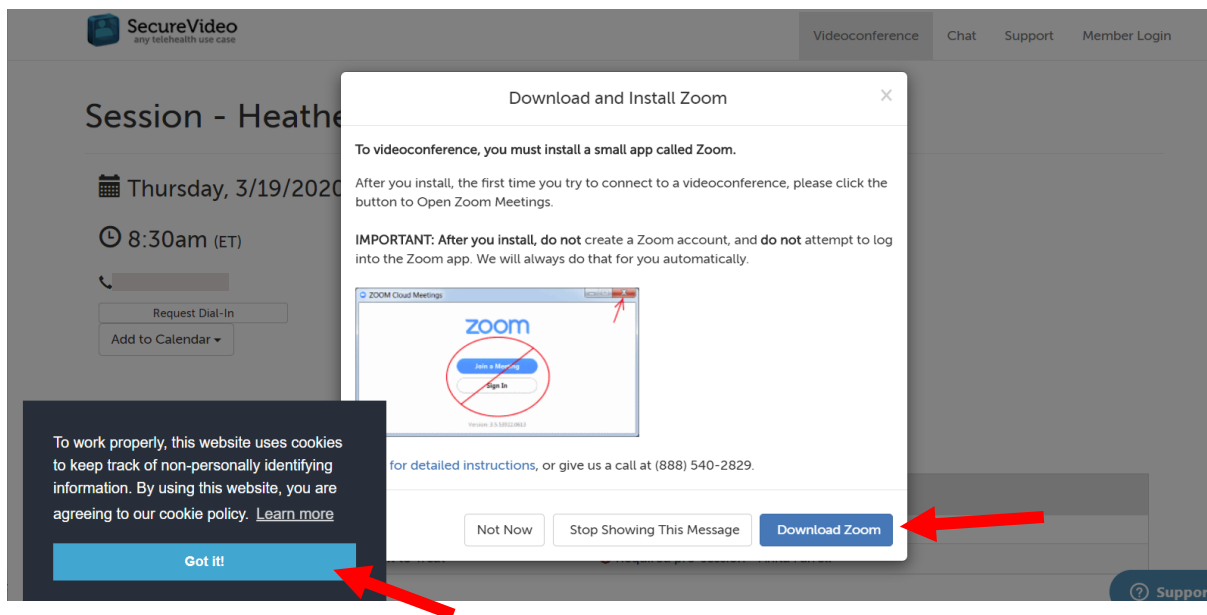 SecureVideo
any telehealth use case
Videoconference Chat Support Member Login
Session - Heathe
Thursday, 3/19/2020
8:30am (ET)
Request Dial-In
Add to Calendar
Download and Install Zoom
×
To videoconference, you must install a small app called Zoom.
After you install, the first time you try to connect to a videoconference, please click the
button to Open Zoom Meetings.
IMPORTANT: After you install, do not create a Zoom account, and do not attempt to log
into the Zoom app. We will always do that for you automatically.
ZOOM Cloud Meetings
zoom
Join a Meeting
Sign In
for detailed instructions, or give us a call at (888) 540-2829.
Not Now Stop Showing This Message Download Zoom
To work properly, this website uses cookies
to keep track of non-personally identifying
information. By using this website, you are
agreeing to our cookie policy. Learn more
Got it!
Suppor